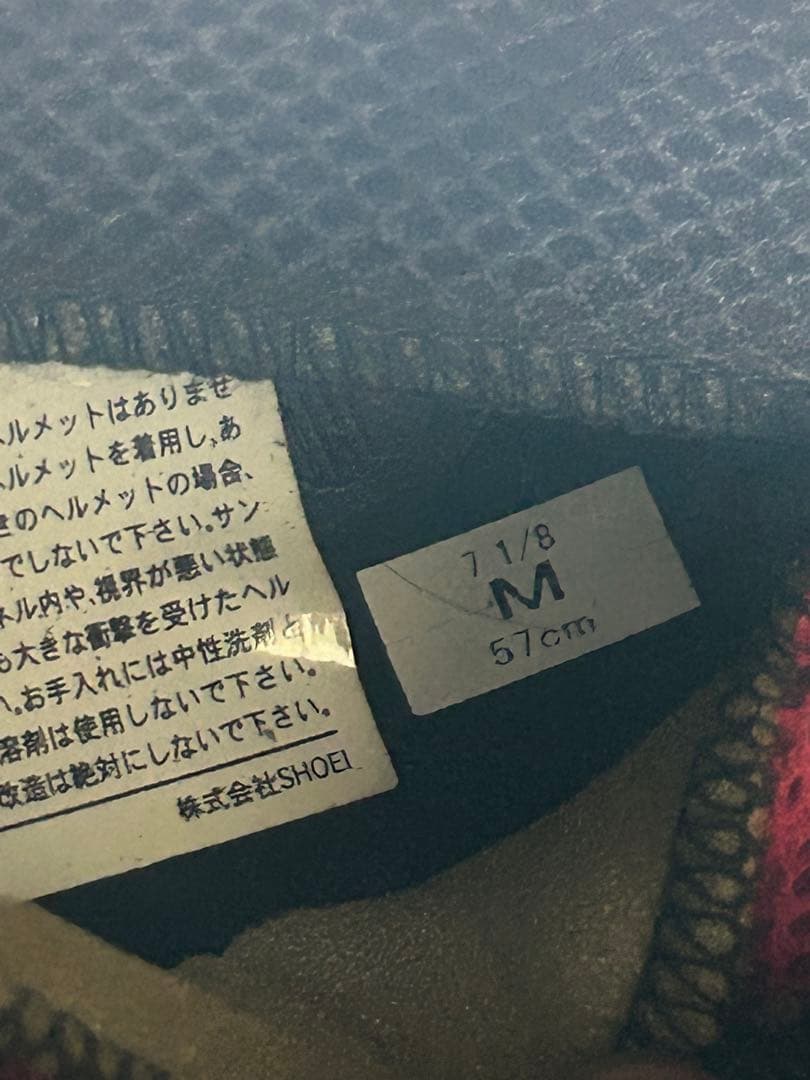 ヘルメットはありませ
ヘルメットを着用し、あ
のヘルメットの場合、
でしないで下さい。サン
ネル内や、視界が悪い状態
も大きな衝撃を受けたヘル
い。お手入れには中性洗剤と
溶剤は使用しないで下さい。
改造は絶対にしないで下さい。
株式会社SHOEI
7 1/8
M
57cm